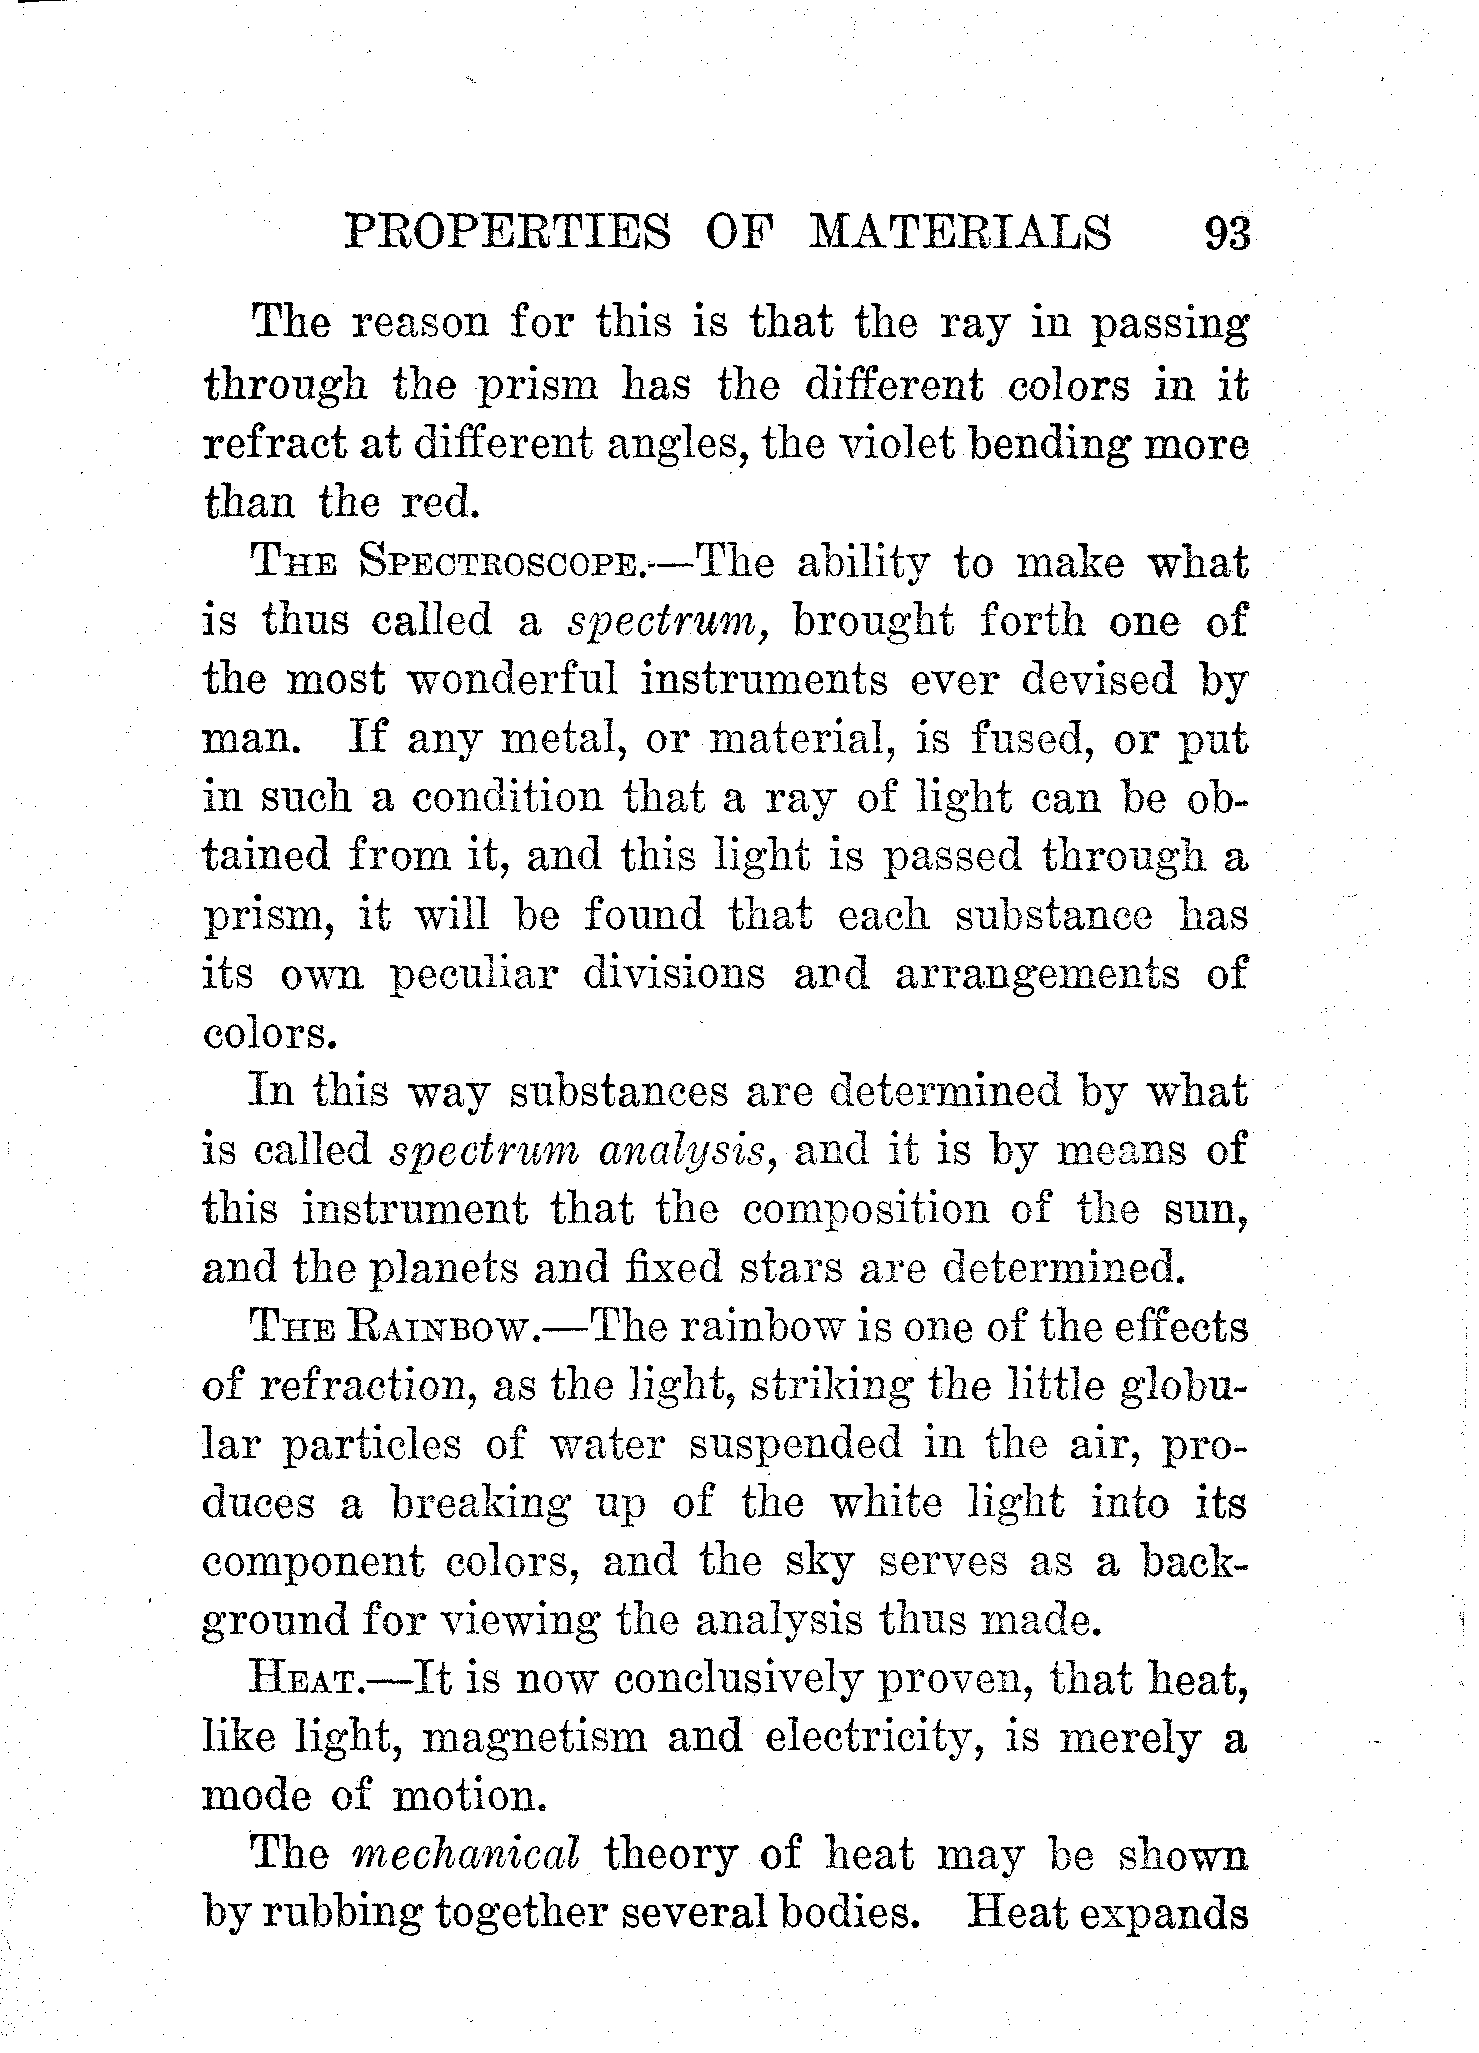 PROPERTIES OF MATERIALS 93
The reason for this is that the ray in passing
through the prism has the different colors in it
refract at different angles, the violet bending more
than the red.
THE SPECTROSCOPE.—The ability to make what
is thus called a spectrum, brought forth one of
the most wonderful instruments ever devised by
man. If any metal, or material, is fused, or put
in such a condition that a ray of light can be ob-
tained from it, and this light is passed through a
prism, it will be found that each substance has
its own peculiar divisions and arrangements of
colors.
In this way substances are determined by what
is called spectrum analysis, and it is by means of
this instrument that the composition of the sun,
and the planets and fixed stars are determined.
THE RAINBOW.—The rainbow is one of the effects
of refraction, as the light, striking the little globu-
lar particles of water suspended in the air, pro-
duces a breaking up of the white light into its
component colors, and the sky serves as a back-
ground for viewing the analysis thus made.
HEAT.—It is now conclusively proven, that heat,
like light, magnetism and electricity, is merely a
mode of motion.
The mechanical theory of heat may be shown
by rubbing together several bodies. Heat expands